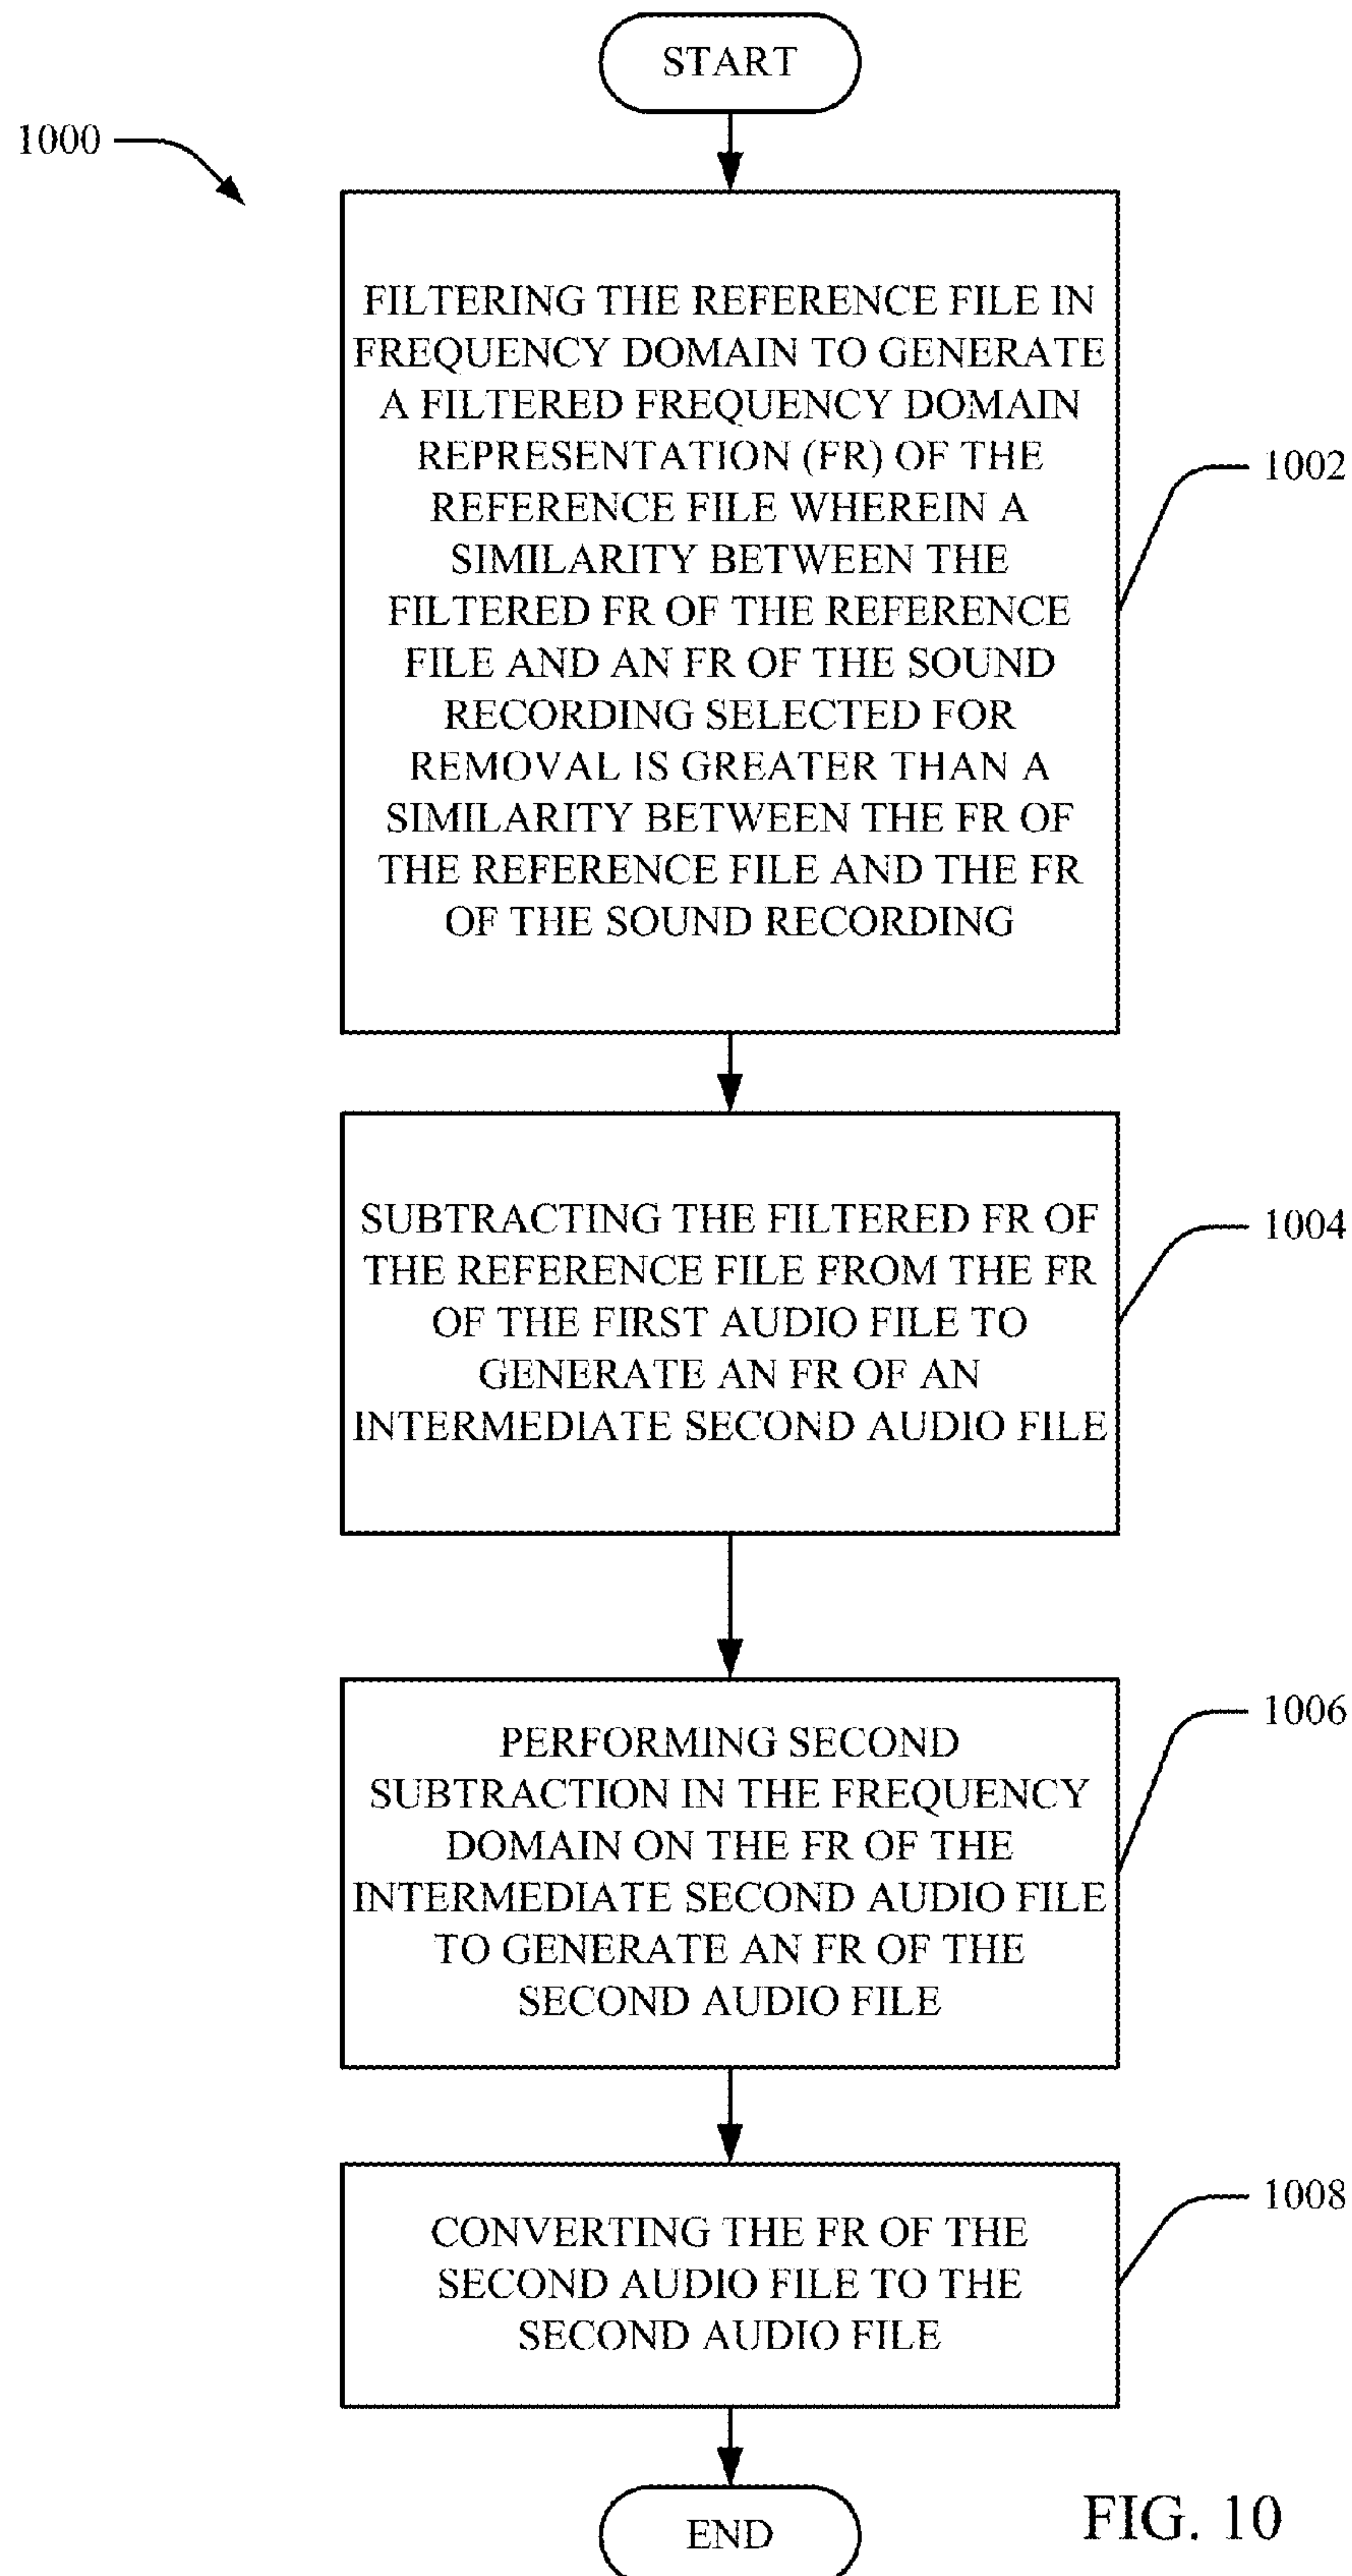 START
1000
FILTERING THE REFERENCE FILE IN
FREQUENCY DOMAIN TO GENERATE
A FILTERED FREQUENCY DOMAIN
REPRESENTATION (FR) OF THE
REFERENCE FILE WHEREIN A
SIMILARITY BETWEEN THE
FILTERED FR OF THE REFERENCE
FILE AND AN FR OF THE SOUND
RECORDING SELECTED FOR
REMOVAL IS GREATER THAN A
SIMILARITY BETWEEN THE FR OF
THE REFERENCE FILE AND THE FR
OF THE SOUND RECORDING
1002
SUBTRACTING THE FILTERED FR OF
THE REFERENCE FILE FROM THE FR
OF THE FIRST AUDIO FILE TO
GENERATE AN FR OF AN
INTERMEDIATE SECOND AUDIO FILE
1004
PERFORMING SECOND
SUBTRACTION IN THE FREQUENCY
DOMAIN ON THE FR OF THE
INTERMEDIATE SECOND AUDIO FILE
TO GENERATE AN FR OF THE
SECOND AUDIO FILE
1006
CONVERTING THE FR OF THE
SECOND AUDIO FILE TO THE
SECOND AUDIO FILE
1008
END
FIG. 10